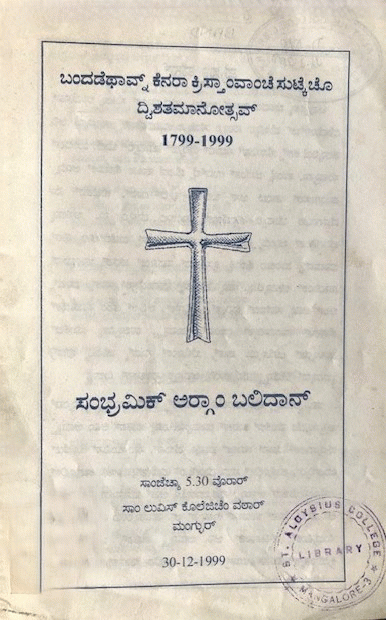 ಬಂದಡೆಥಾವ್ನ್ ಕೆನರಾ ಕ್ರಿಸ್ತಾಂವಾಂಚೆ ಸುಟ್ಕೆಚೊ
ದ್ವಿಶತಮಾನೋತ್ಸವ್
1799-1999
ಸಂಭ್ರಮಿಕ್ ಅರ್ಗಾಂ ಬಲಿದಾನ್
ಸಾಂಜೆಚ್ಯಾ 5.30 ವೊರಾರ್
ಸಾಂ ಲುವಿಸ್ ಕೊಲೆಜಿಚೆಂ ವಠಾರ್
ಮಂಗ್ಳುರ್
30-12-1999
ST. ALOYSIUS COLLEGE
LIBRARY
MANGALORE-3